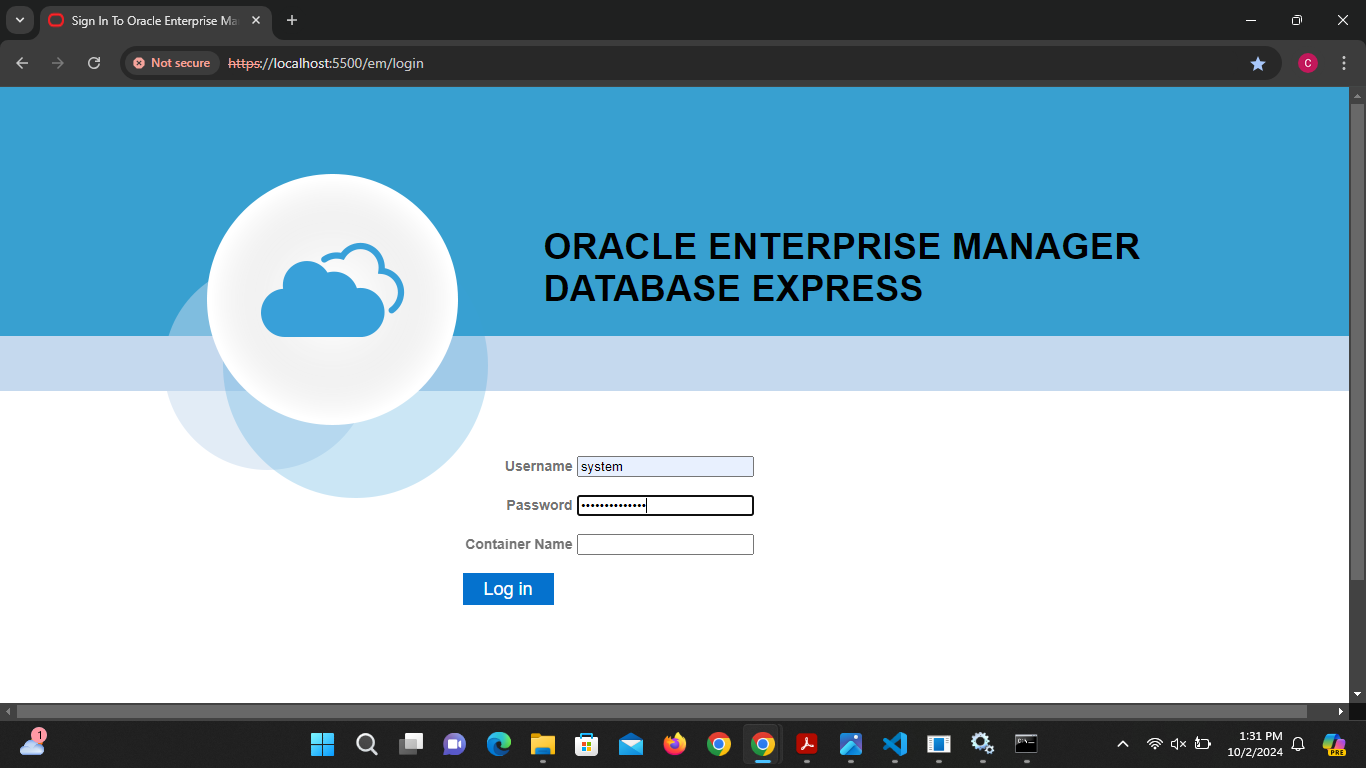 Sign In To Oracle Enterprise Ma
Not secure
https://localhost:5500/em/login
C
ORACLE ENTERPRISE MANAGER
DATABASE EXPRESS
Username system
Password ••••••••••••••
Container Name
Log in
1
1:31 PM
10/2/2024
PRE